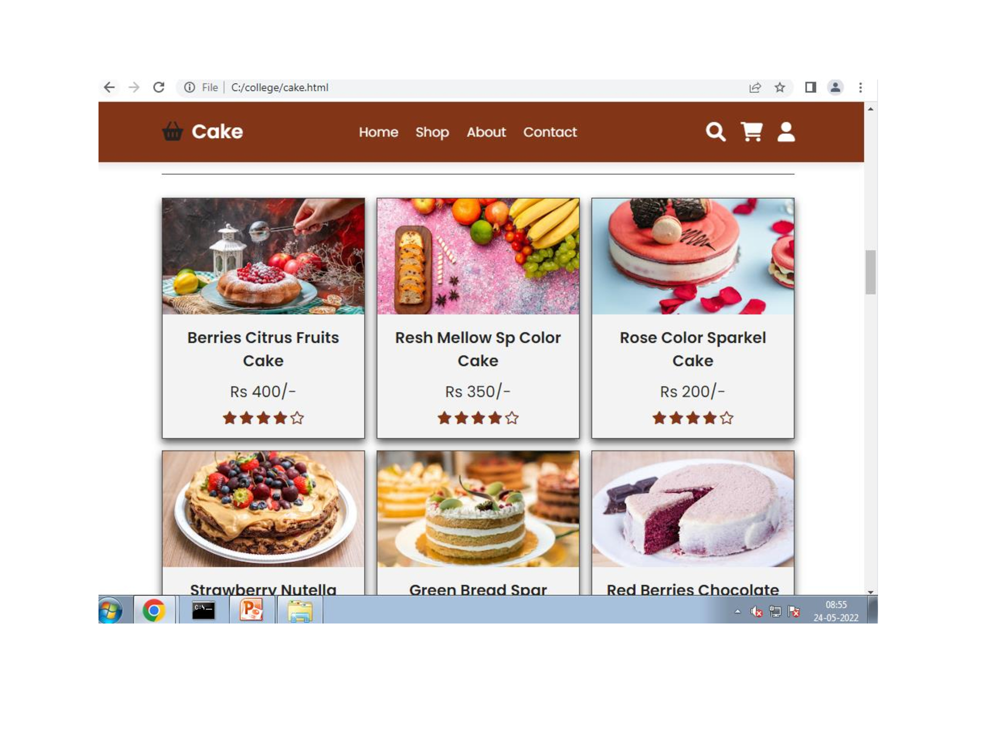 File | C:/college/cake.html
Cake Home Shop About Contact
Berries Citrus Fruits
Cake
Rs 400/-
Resh Mellow Sp Color
Cake
Rs 350/-
Rose Color Sparkel
Cake
Rs 200/-
Strawberry Nutella
Green Bread Spar
Red Berries Chocolate
C:\_
08:55
24-05-2022